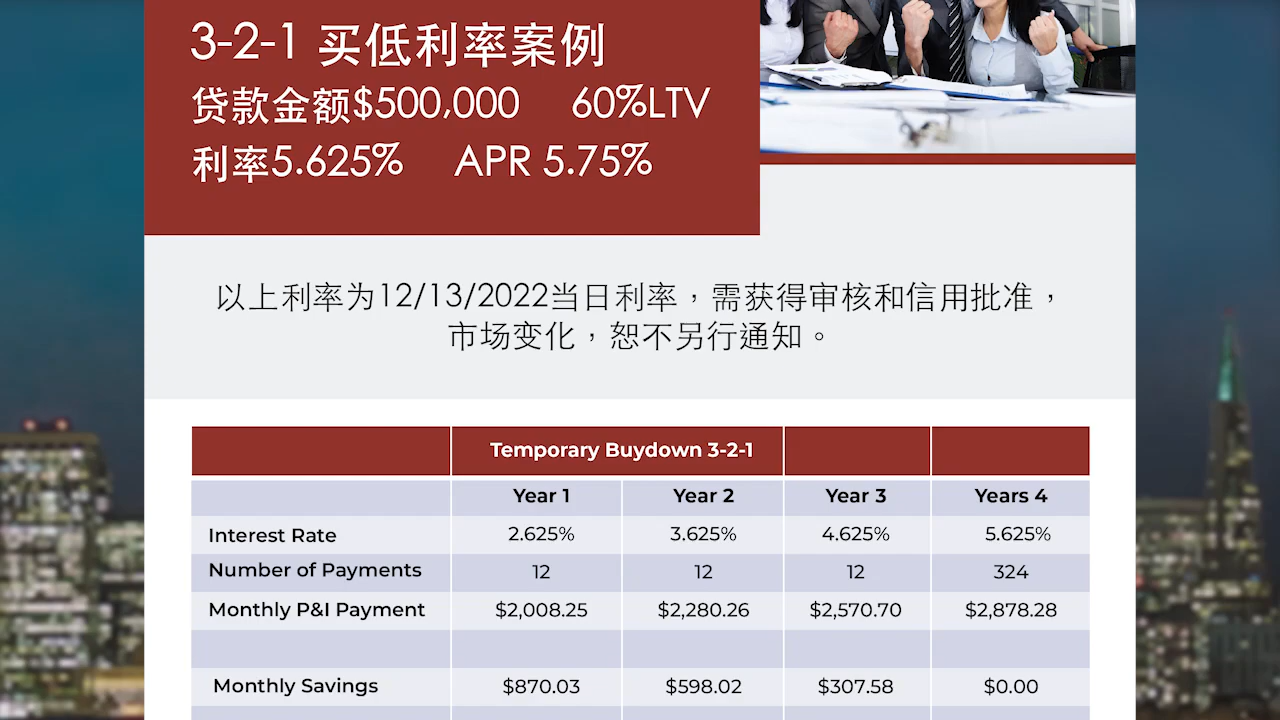 3-2-1 买低利率案例
贷款金额$500,000 60%LTV
利率5.625% APR 5.75%
以上利率为12/13/2022当日利率，需获得审核和信用批准，
市场变化，恕不另行通知。
Temporary Buydown 3-2-1
Year 1 Year 2 Year 3 Years 4
Interest Rate 2.625% 3.625% 4.625% 5.625%
Number of Payments 12 12 12 324
Monthly P&I Payment $2,008.25 $2,280.26 $2,570.70 $2,878.28
Monthly Savings $870.03 $598.02 $307.58 $0.00